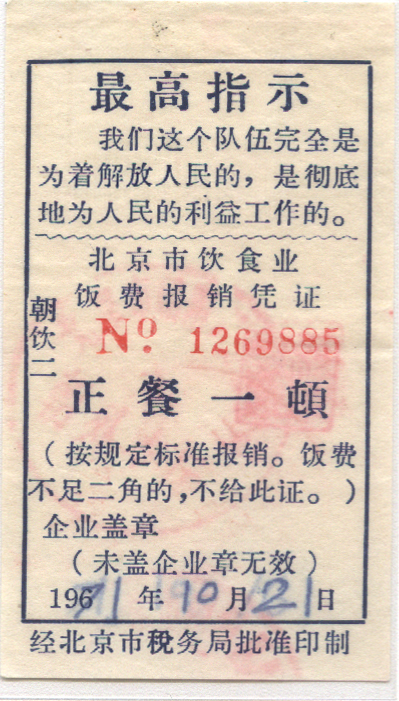 最高指示
我们这个队伍完全是
为着解放人民的，是彻底
地为人民的利益工作的。
北京市饮食业
饭费报销凭证
朝饮二
No. 1269885
正餐一頓
（按规定标准报销。饭费
不足二角的，不给此证。）
企业盖章
（未盖企业章无效）
196 71年10月21日
经北京市税务局批准印制